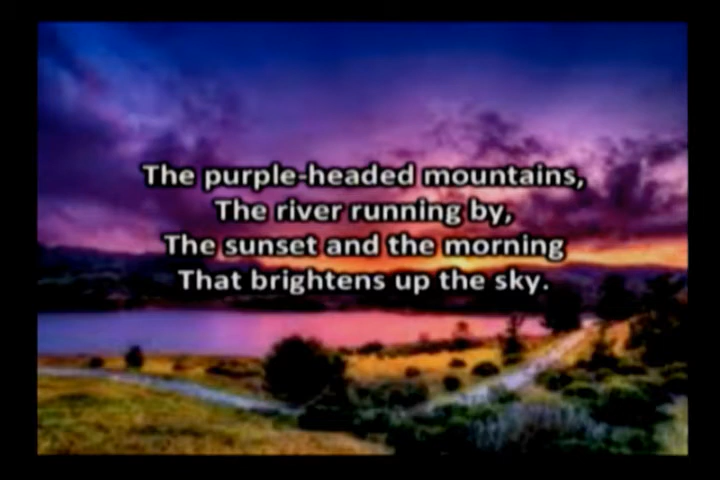 The purple-headed mountains,
The river running by,
The sunset and the morning
That brightens up the sky.